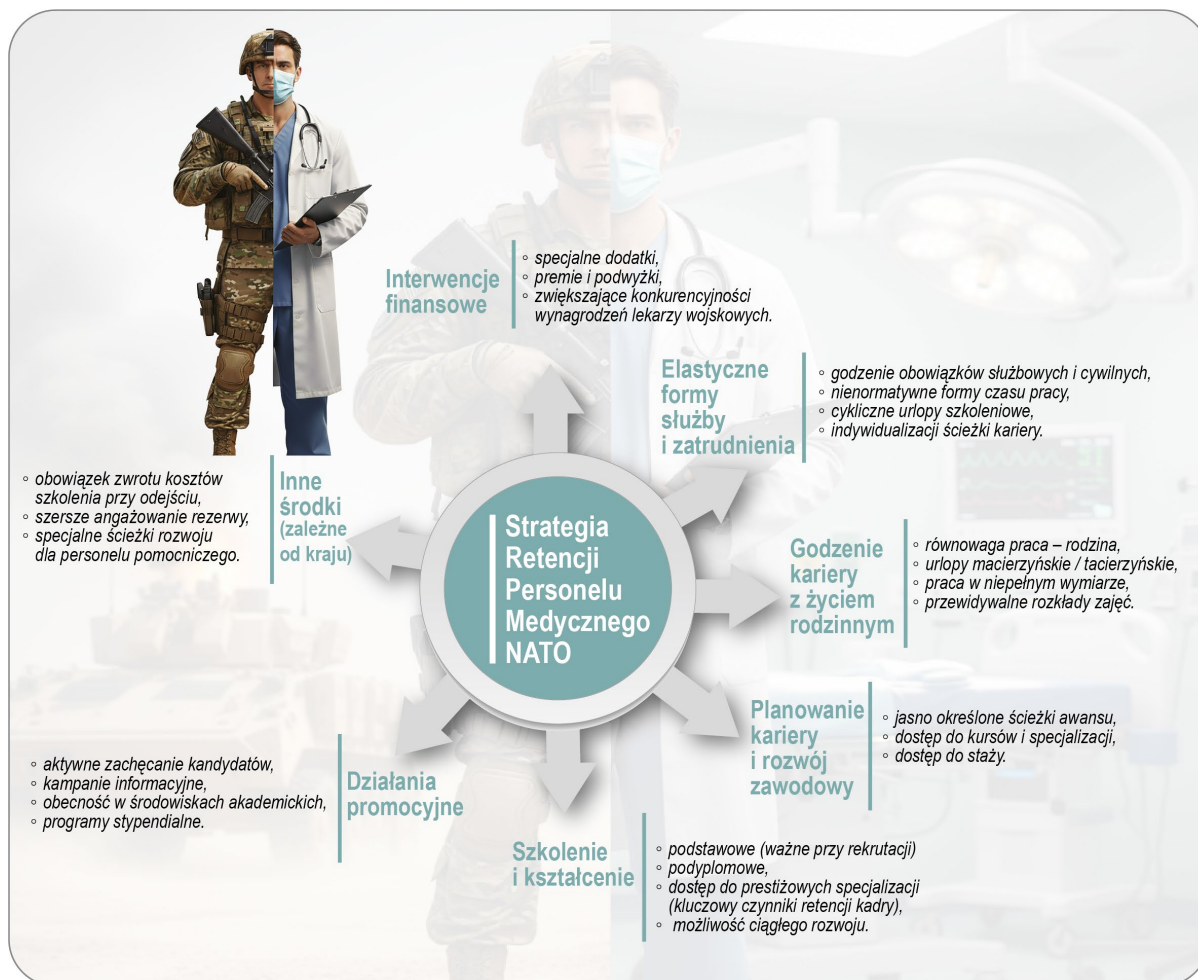 Interwencje
finansowe
◦ specjalne dodatki,
◦ premie i podwyżki,
◦ zwiększające konkurencyjności
wynagrodzeń lekarzy wojskowych.
Elastyczne
formy
służby
i zatrudnienia
◦ godzenie obowiązków służbowych i cywilnych,
◦ nienormatywne formy czasu pracy,
◦ cykliczne urlopy szkoleniowe,
◦ indywidualizacji ścieżki kariery.
Godzenie
kariery
z życiem
rodzinnym
◦ równowaga praca – rodzina,
◦ urlopy macierzyńskie / tacierzyńskie,
◦ praca w niepełnym wymiarze,
◦ przewidywalne rozkłady zajęć.
Planowanie
kariery
i rozwój
zawodowy
◦ jasno określone ścieżki awansu,
◦ dostęp do kursów i specjalizacji,
◦ dostęp do staży.
Szkolenie
i kształcenie
◦ podstawowe (ważne przy rekrutacji)
◦ podyplomowe,
◦ dostęp do prestiżowych specjalizacji
(kluczowy czynniki retencji kadry),
◦ możliwość ciągłego rozwoju.
Działania
promocyjne
◦ aktywne zachęcanie kandydatów,
◦ kampanie informacyjne,
◦ obecność w środowiskach akademickich,
◦ programy stypendialne.
Inne
środki
(zależne
od kraju)
◦ obowiązek zwrotu kosztów
szkolenia przy odejściu,
◦ szersze angażowanie rezerwy,
◦ specjalne ścieżki rozwoju
dla personelu pomocniczego.
Strategia
Retencji
Personelu
Medycznego
NATO